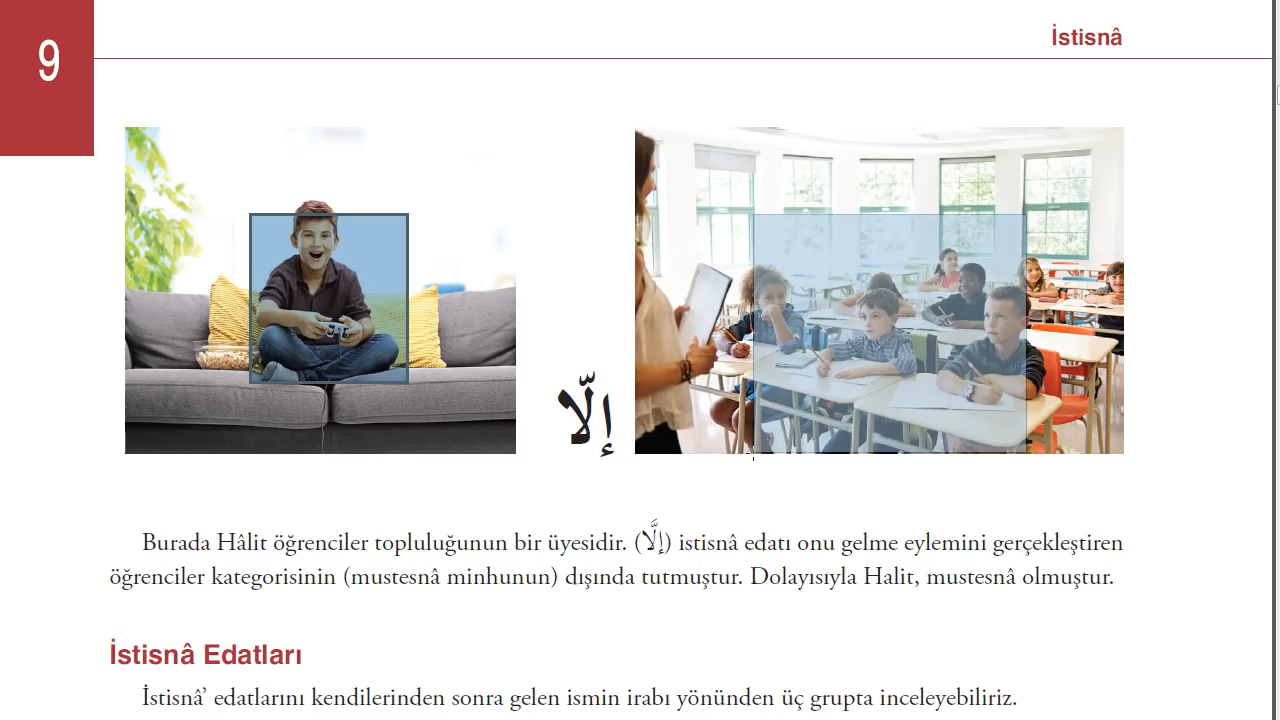 9
İstisnâ
إلّا
Burada Hâlit öğrenciler topluluğunun bir üyesidir. (إلَّا) istisnâ edatı onu gelme eylemini gerçekleştiren
öğrenciler kategorisinin (mustesnâ minhunun) dışında tutmuştur. Dolayısıyla Halit, mustesnâ olmuştur.
İstisnâ Edatları
İstisnâ’ edatlarını kendilerinden sonra gelen ismin irabı yönünden üç grupta inceleyebiliriz.